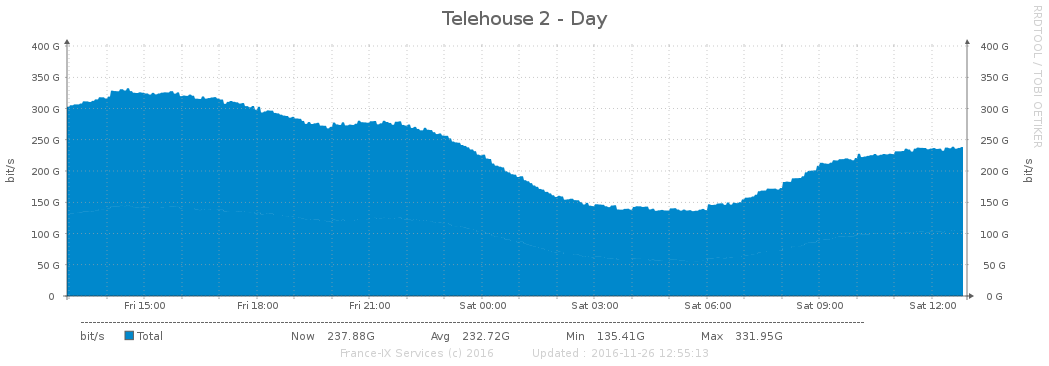 Telehouse 2 - Day
RRDTOOL / TOBI OETIKER
400 G 400 G
350 G 350 G
300 G 300 G
250 G 250 G
200 G 200 G
150 G 150 G
100 G 100 G
50 G 50 G
0 0 G
bit/s bit/s
Fri 15:00 Fri 18:00 Fri 21:00 Sat 00:00 Sat 03:00 Sat 06:00 Sat 09:00 Sat 12:00
bit/s Total Now 237.88G Avg 232.72G Min 135.41G Max 331.95G
France-IX Services (c) 2016 Updated : 2016-11-26 12:55:13